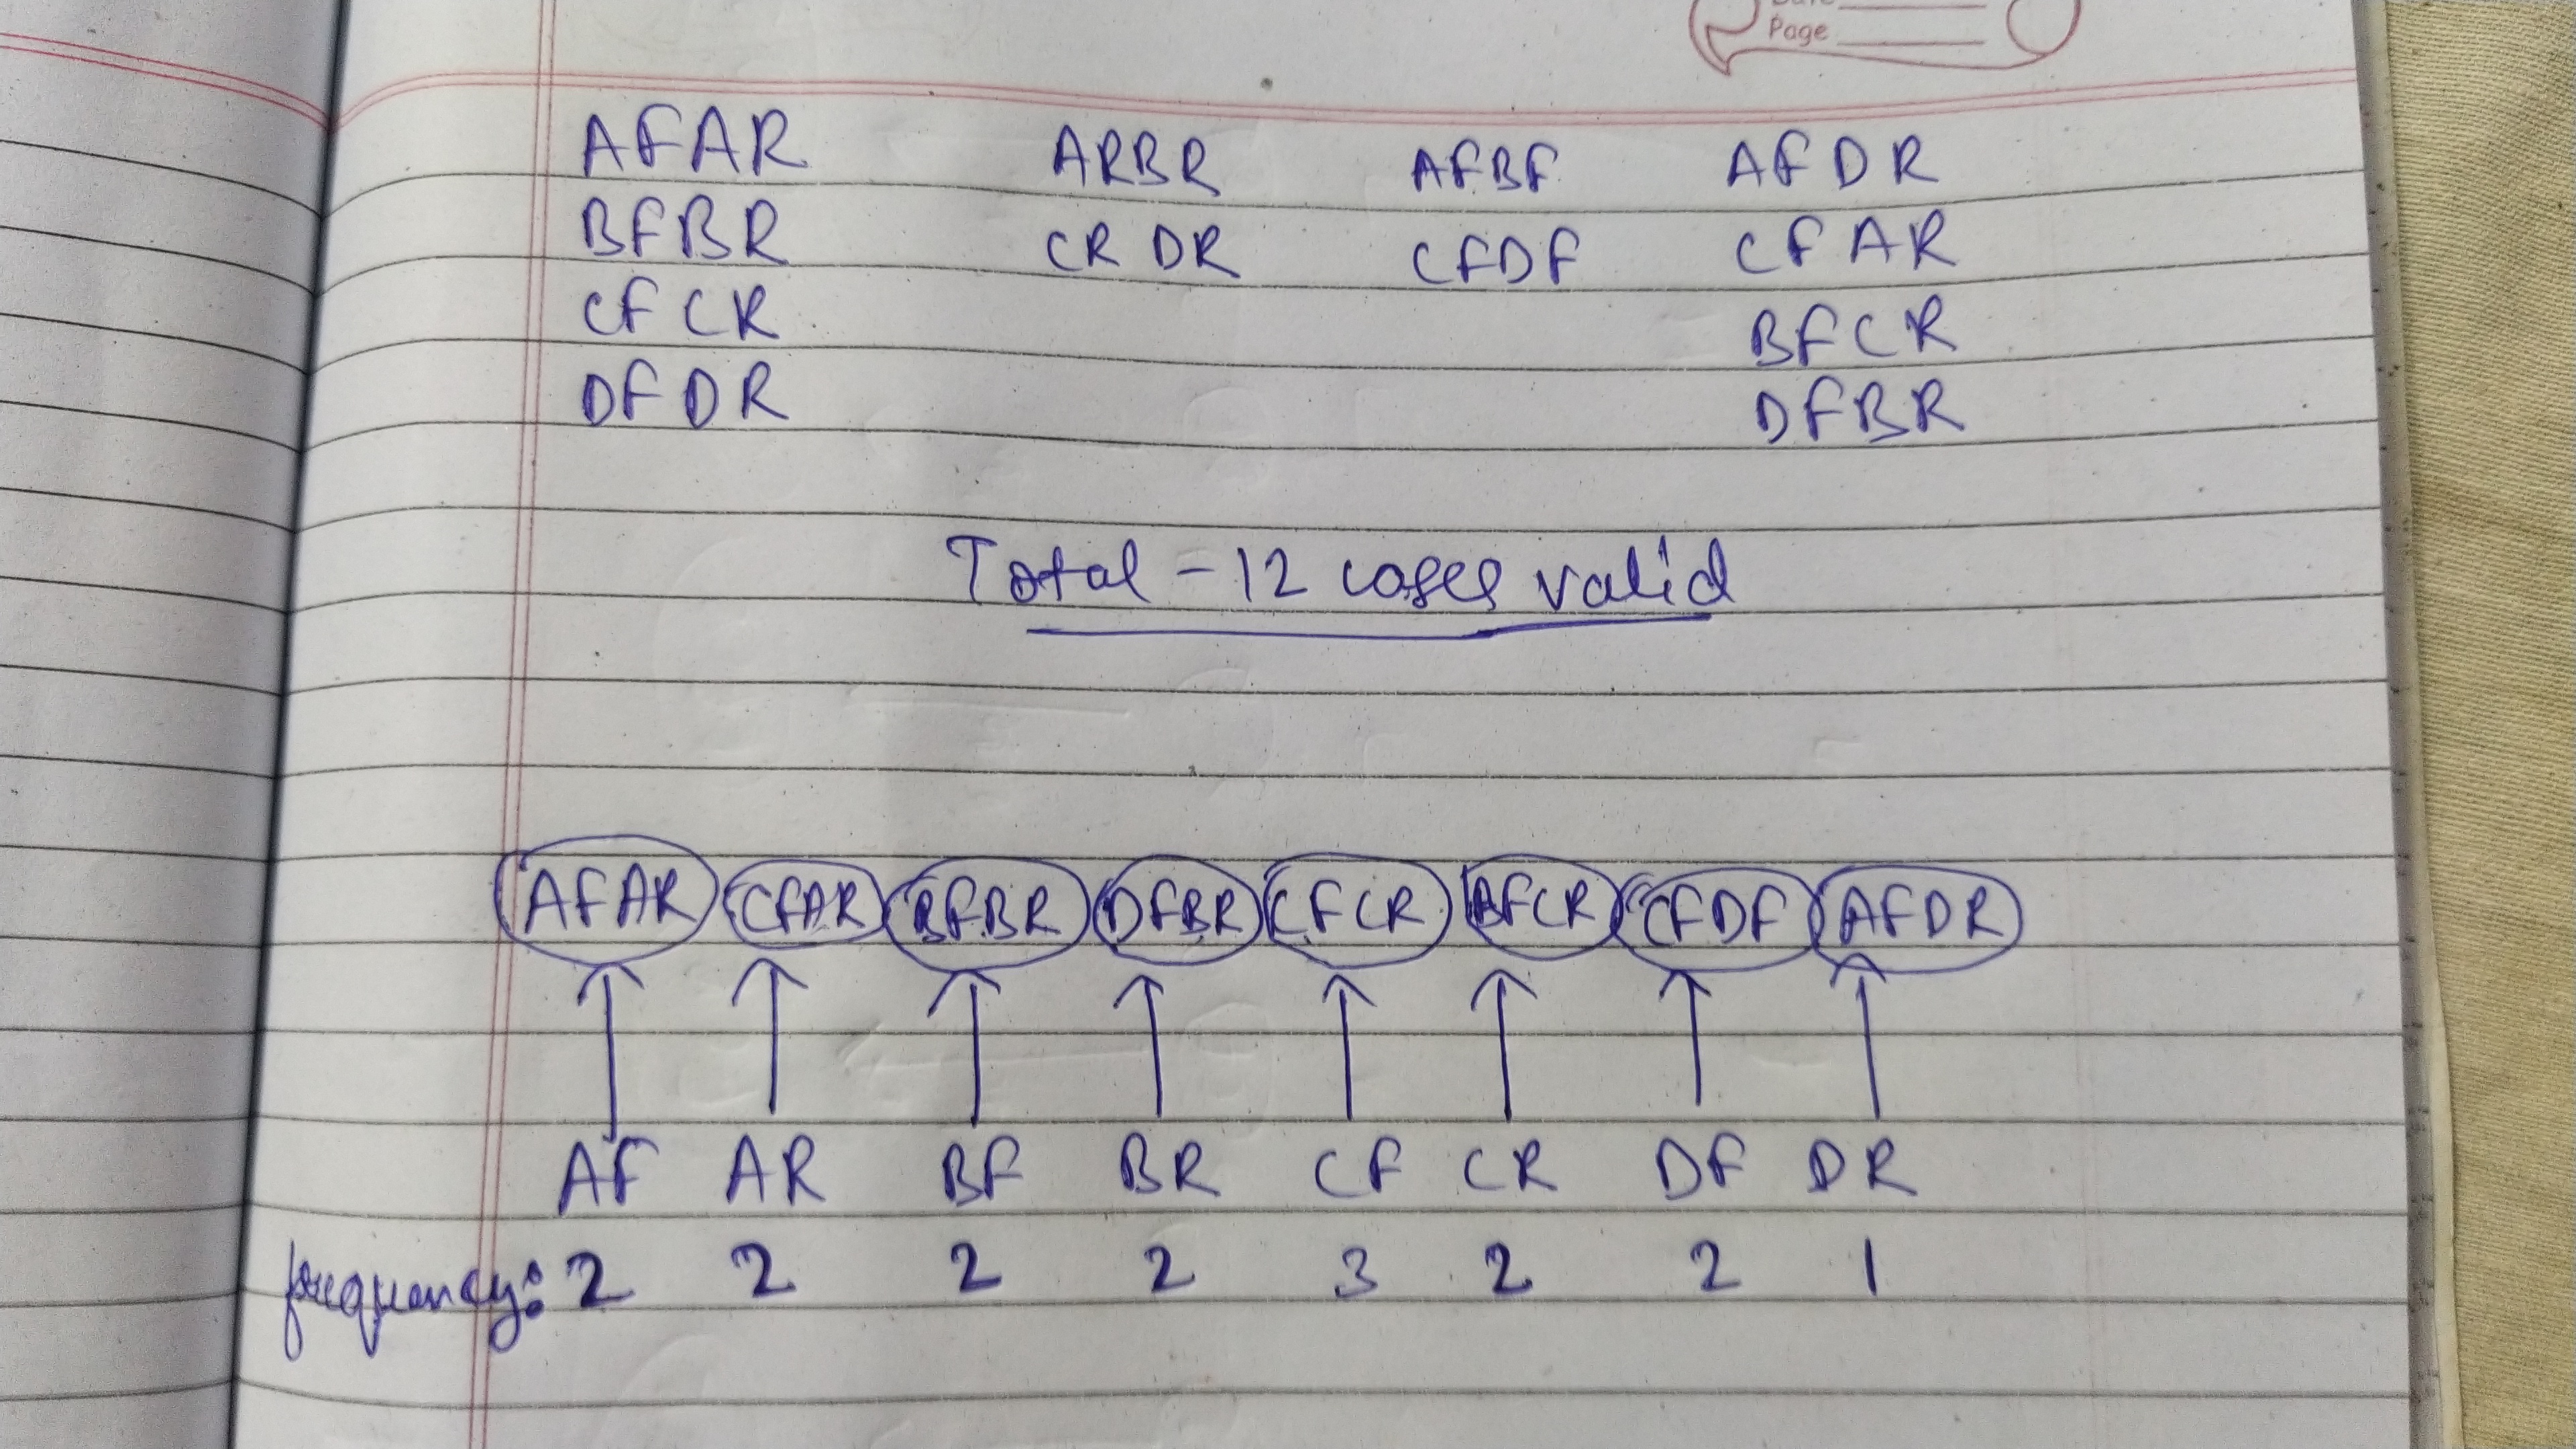 Page
AFAR ARBR AFBF AFDR
BFBR CRDR CFDF CFAR
CFCR BFCR
DFDR DFBR
Total - 12 cases valid
AFAR CFAR BFBR DFBR CFCR BFCR CFDF AFDR
AF AR BF BR CF CR DF DR
frequency: 2 2 2 2 3 2 2 1